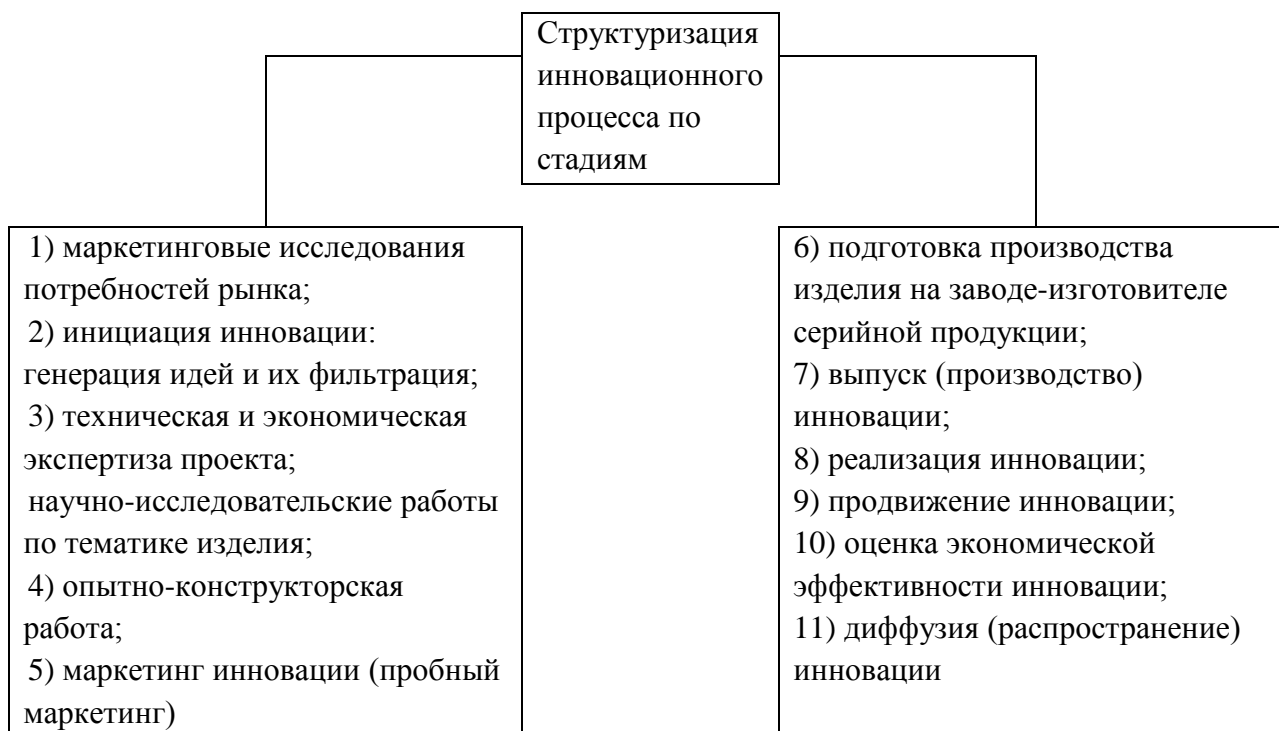 Структуризация
инновационного
процесса по
стадиям
1) маркетинговые исследования
потребностей рынка;
2) инициация инновации:
генерация идей и их фильтрация;
3) техническая и экономическая
экспертиза проекта;
научно-исследовательские работы
по тематике изделия;
4) опытно-конструкторская
работа;
5) маркетинг инновации (пробный
маркетинг)
6) подготовка производства
изделия на заводе-изготовителе
серийной продукции;
7) выпуск (производство)
инновации;
8) реализация инновации;
9) продвижение инновации;
10) оценка экономической
эффективности инновации;
11) диффузия (распространение)
инновации